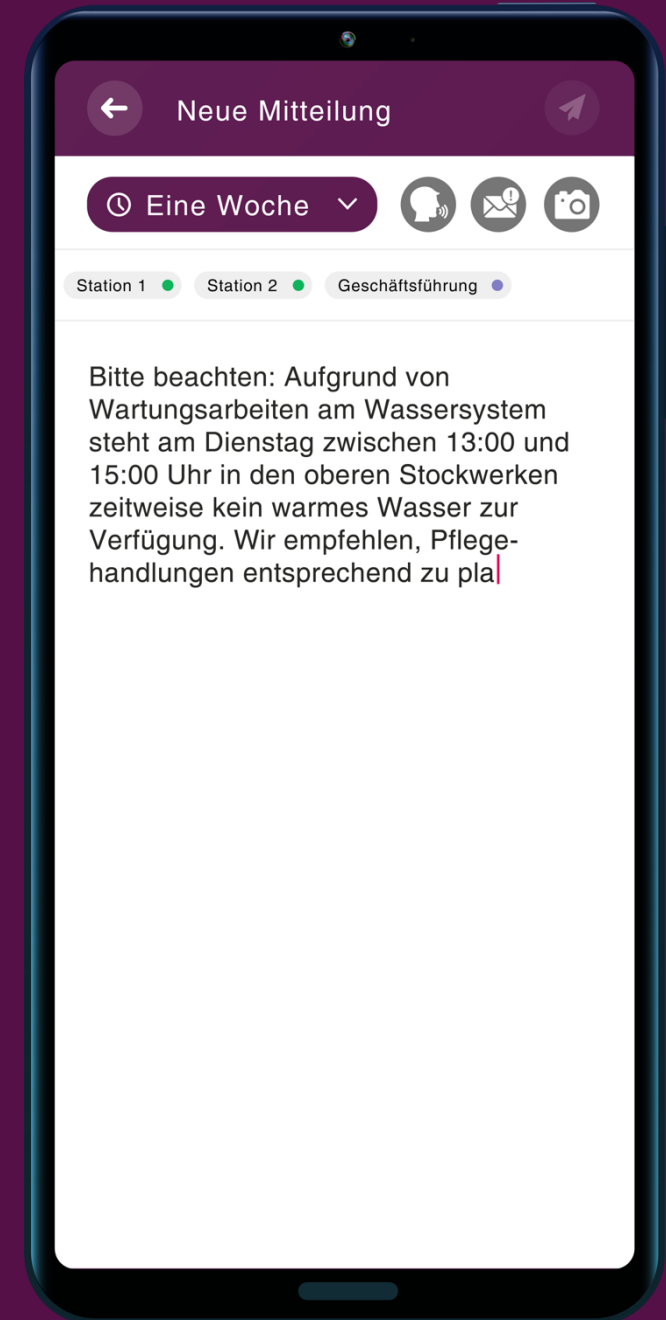 Neue Mitteilung
Eine Woche
Station 1
Station 2
Geschäftsführung
Bitte beachten: Aufgrund von
Wartungsarbeiten am Wassersystem
steht am Dienstag zwischen 13:00 und
15:00 Uhr in den oberen Stockwerken
zeitweise kein warmes Wasser zur
Verfügung. Wir empfehlen, Pflege-
handlungen entsprechend zu pla